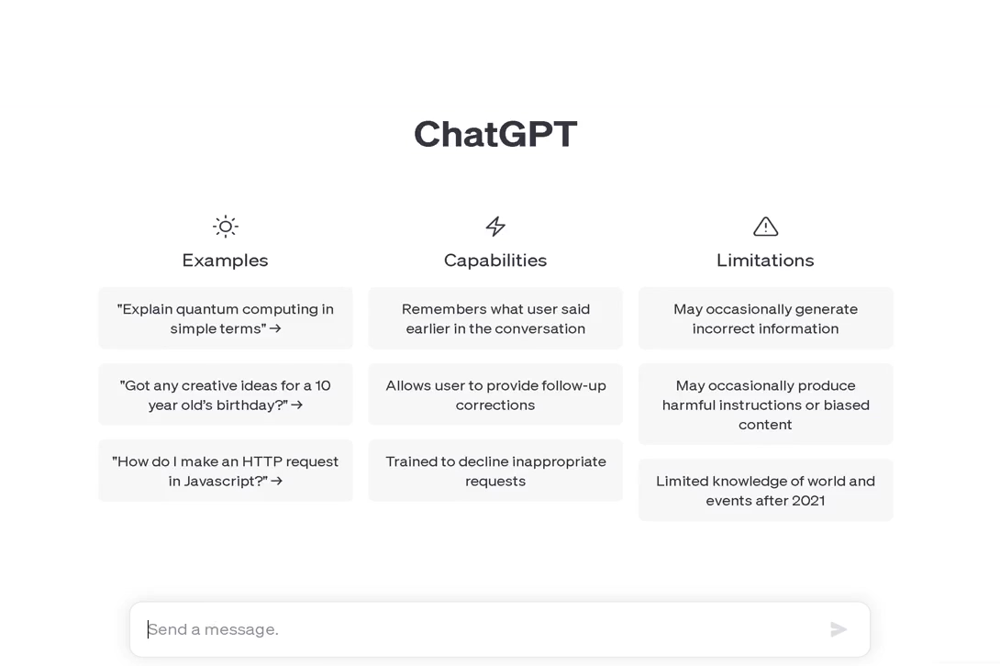 ChatGPT
Examples
"Explain quantum computing in
simple terms" →
"Got any creative ideas for a 10
year old's birthday?" →
"How do I make an HTTP request
in Javascript?" →
Capabilities
Remembers what user said
earlier in the conversation
Allows user to provide follow-up
corrections
Trained to decline inappropriate
requests
Limitations
May occasionally generate
incorrect information
May occasionally produce
harmful instructions or biased
content
Limited knowledge of world and
events after 2021
Send a message.